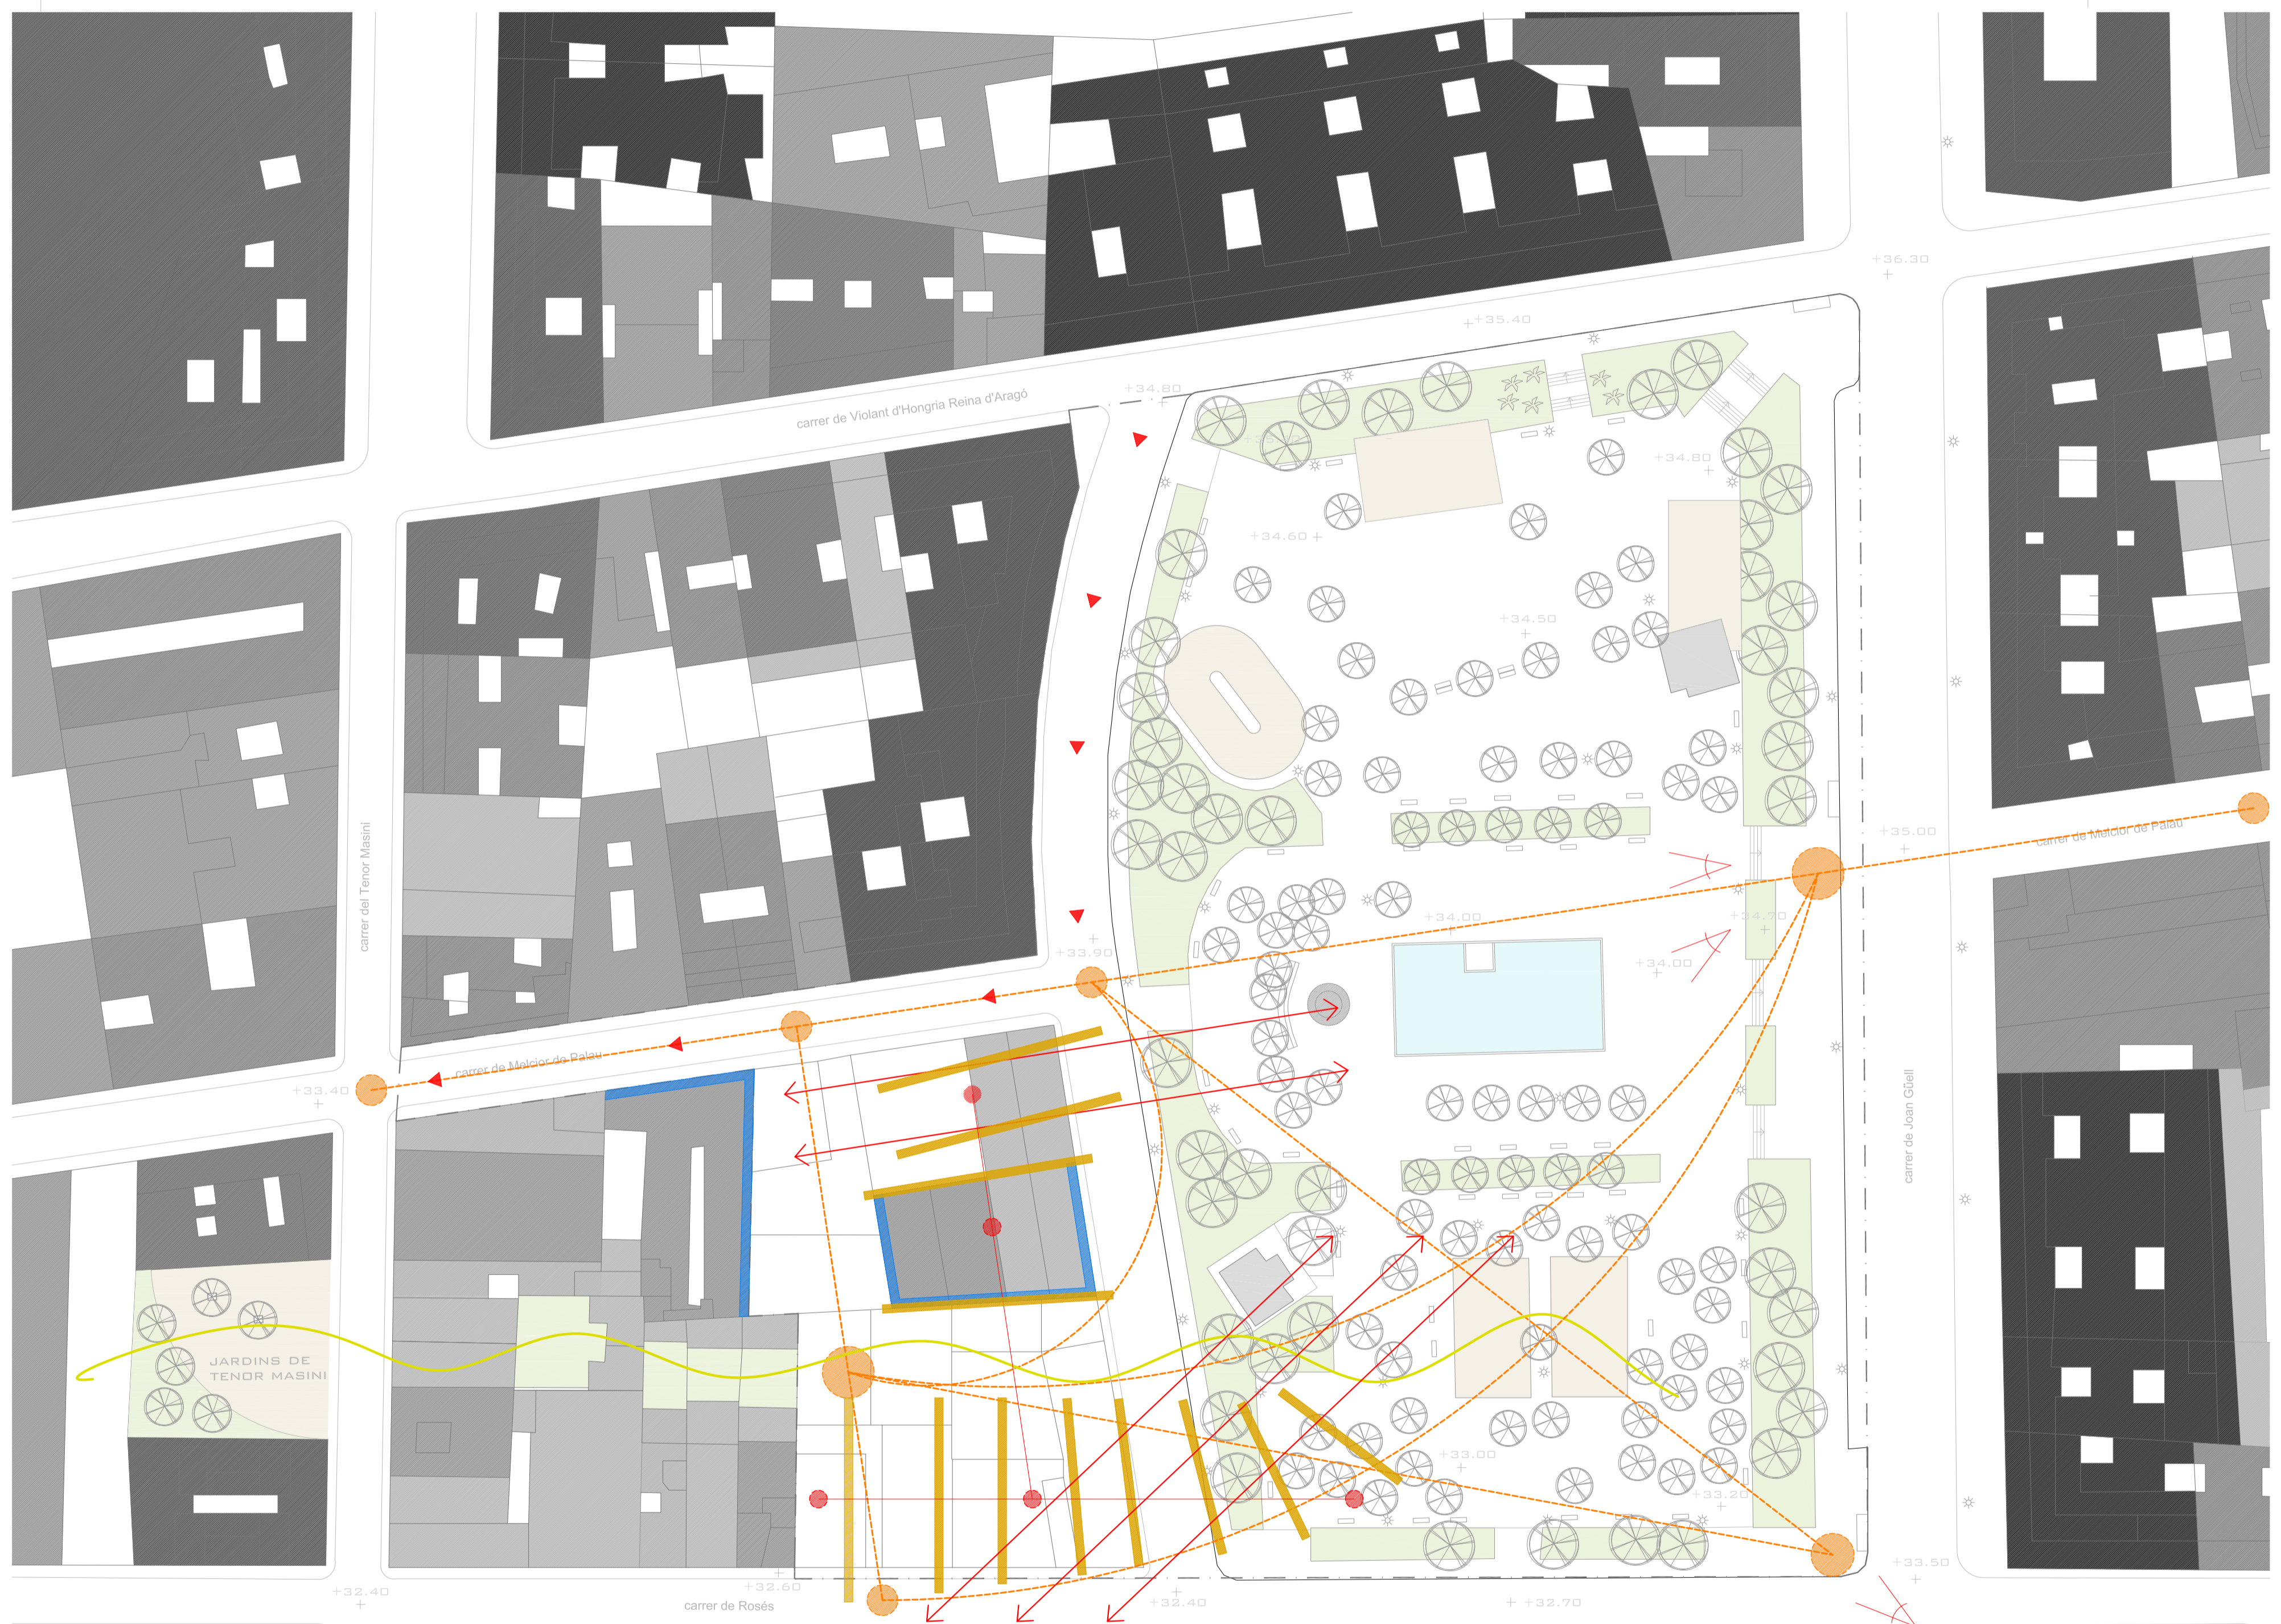 +36.30
+35.40
+34.80
carrer de Violant d'Hongria Reina d'Aragó
+34.80
+34.60
+34.50
carrer del Tenor Masini
+35.00
carrer de Melcior de Palau
+34.00
+34.70
+33.90
+34.00
carrer de Melcior de Palau
+33.40
carrer de Joan Güell
JARDINS DE
TENOR MASINI
+33.00
+33.20
+33.50
+32.60
+32.40
+32.40
+32.70
carrer de Rosés